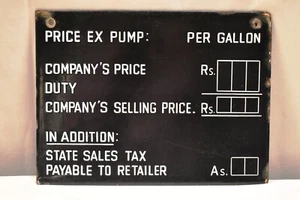 PRICE EX PUMP: PER GALLON
COMPANY'S PRICE Rs.
DUTY
COMPANY'S SELLING PRICE. Rs.
IN ADDITION:
STATE SALES TAX
PAYABLE TO RETAILER As.